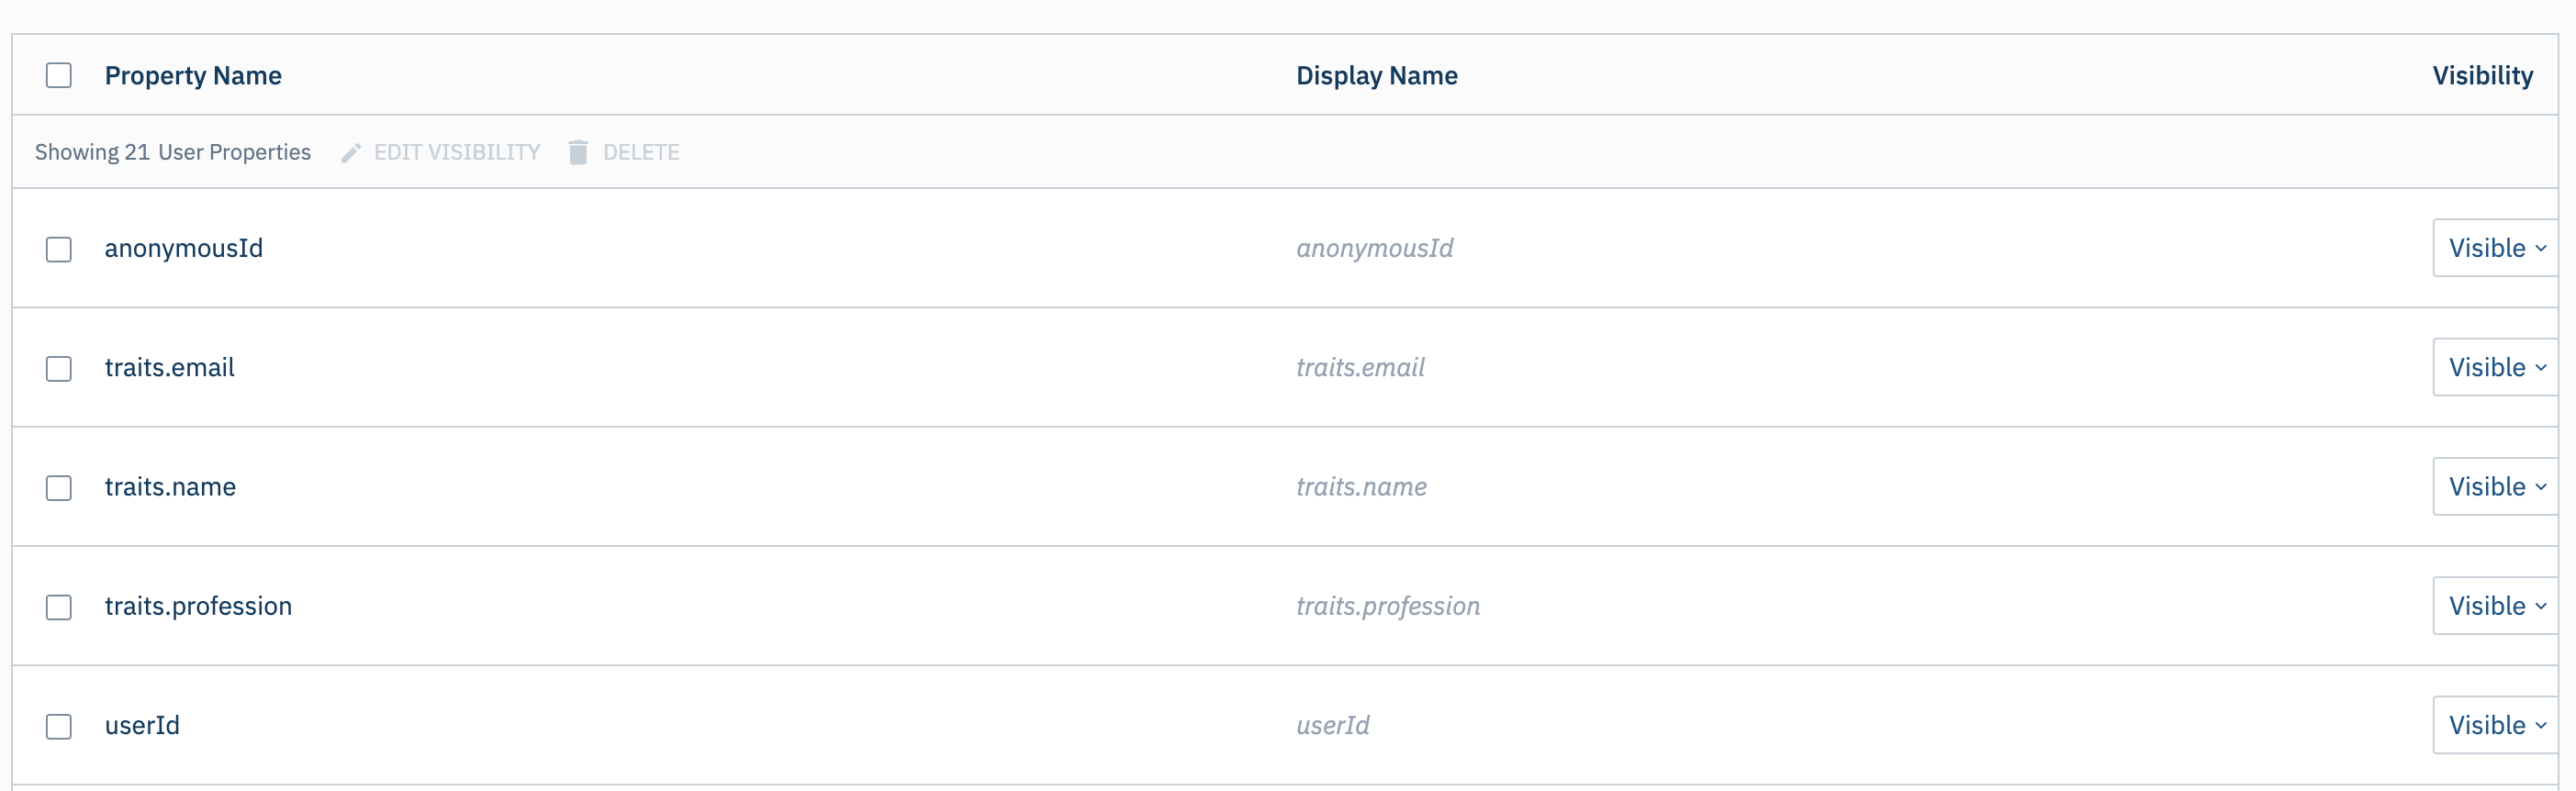 Property Name Display Name Visibility
Showing 21 User Properties EDIT VISIBILITY DELETE
anonymousId anonymousId Visible
traits.email traits.email Visible
traits.name traits.name Visible
traits.profession traits.profession Visible
userId userId Visible